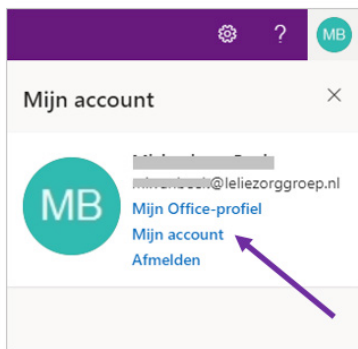 ? MB
Mijn account
MB
@leliezorggroep.nl
Mijn Office-profiel
Mijn account
Afmelden